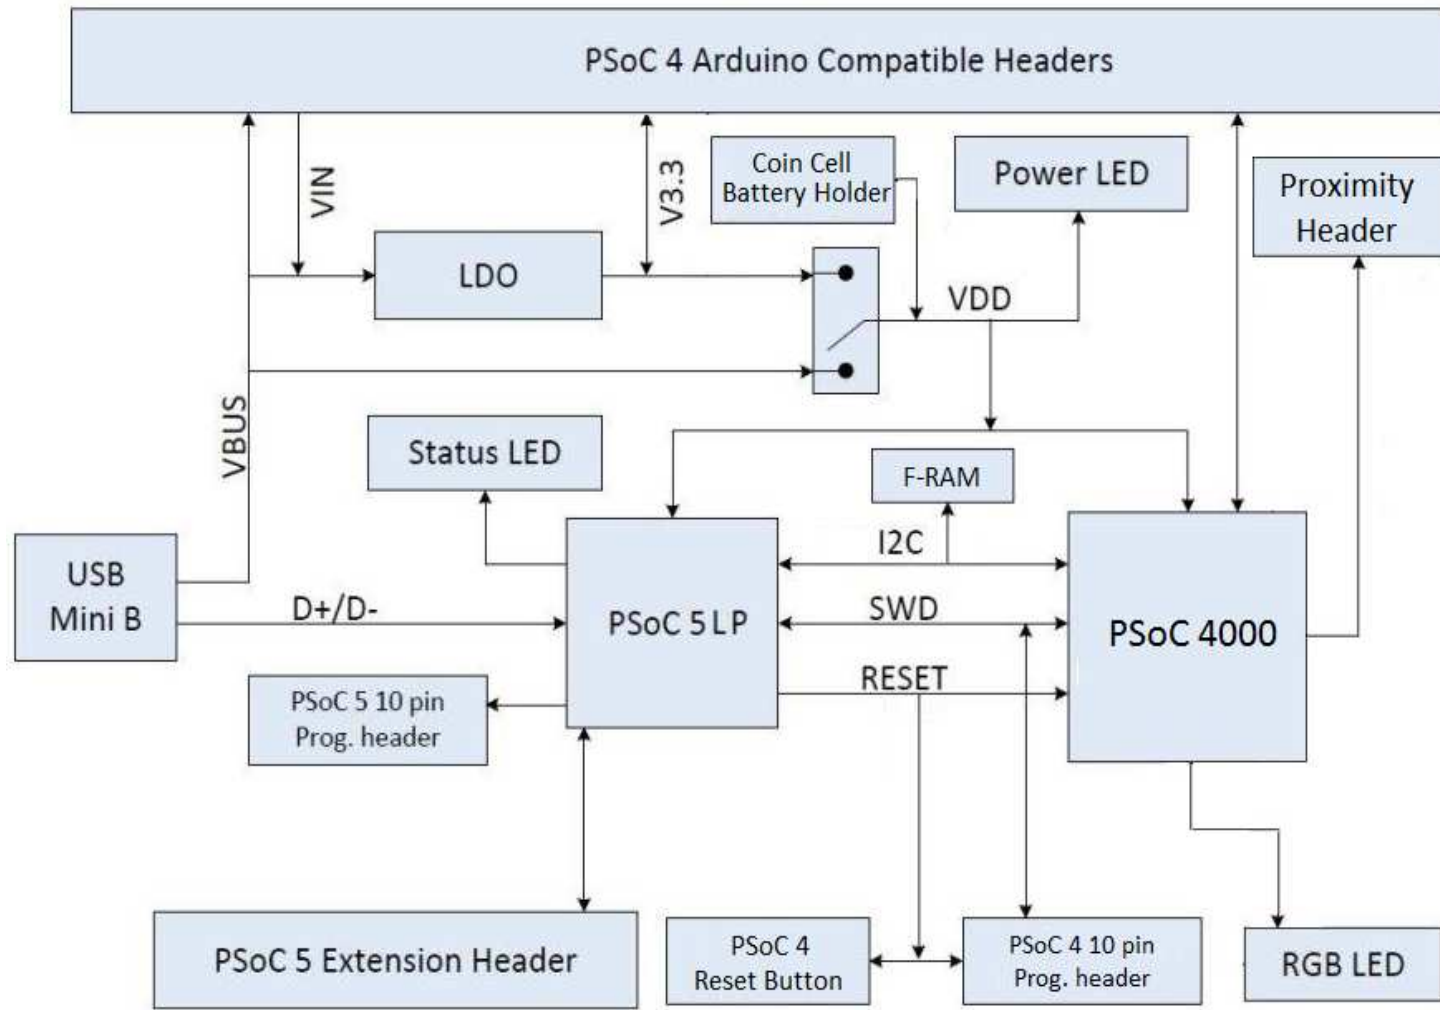 PSoC 4 Arduino Compatible Headers
VIN
V3.3
Coin Cell
Battery Holder
Power LED
Proximity
Header
LDO
VDD
VBUS
Status LED
F-RAM
USB
Mini B
D+/D-
I2C
SWD
RESET
PSoC 5 LP
PSoC 4000
PSoC 5 10 pin
Prog. header
PSoC 5 Extension Header
PSoC 4
Reset Button
PSoC 4 10 pin
Prog. header
RGB LED